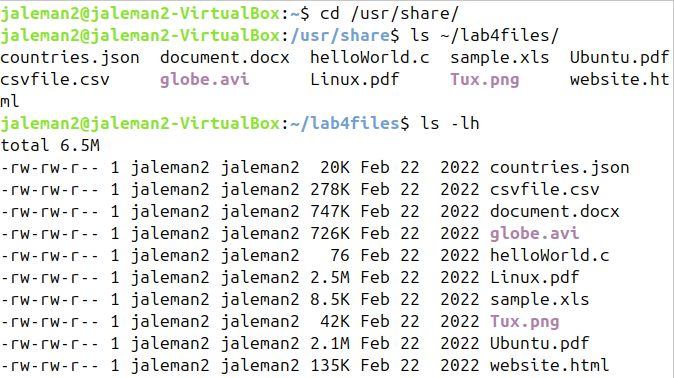 jaleman2@jaleman2-VirtualBox:~$ cd /usr/share/
jaleman2@jaleman2-VirtualBox:/usr/share$ ls ~/lab4files/
countries.json  document.docx  helloWorld.c  sample.xls  Ubuntu.pdf
csvfile.csv     globe.avi      Linux.pdf     Tux.png     website.ht
ml
jaleman2@jaleman2-VirtualBox:~/lab4files$ ls -lh
total 6.5M
-rw-rw-r-- 1 jaleman2 jaleman2  20K Feb 22  2022 countries.json
-rw-rw-r-- 1 jaleman2 jaleman2 278K Feb 22  2022 csvfile.csv
-rw-rw-r-- 1 jaleman2 jaleman2 747K Feb 22  2022 document.docx
-rw-rw-r-- 1 jaleman2 jaleman2 726K Feb 22  2022 globe.avi
-rw-rw-r-- 1 jaleman2 jaleman2   76 Feb 22  2022 helloWorld.c
-rw-rw-r-- 1 jaleman2 jaleman2 2.5M Feb 22  2022 Linux.pdf
-rw-rw-r-- 1 jaleman2 jaleman2 8.5K Feb 22  2022 sample.xls
-rw-rw-r-- 1 jaleman2 jaleman2  42K Feb 22  2022 Tux.png
-rw-rw-r-- 1 jaleman2 jaleman2 2.1M Feb 22  2022 Ubuntu.pdf
-rw-rw-r-- 1 jaleman2 jaleman2 135K Feb 22  2022 website.html